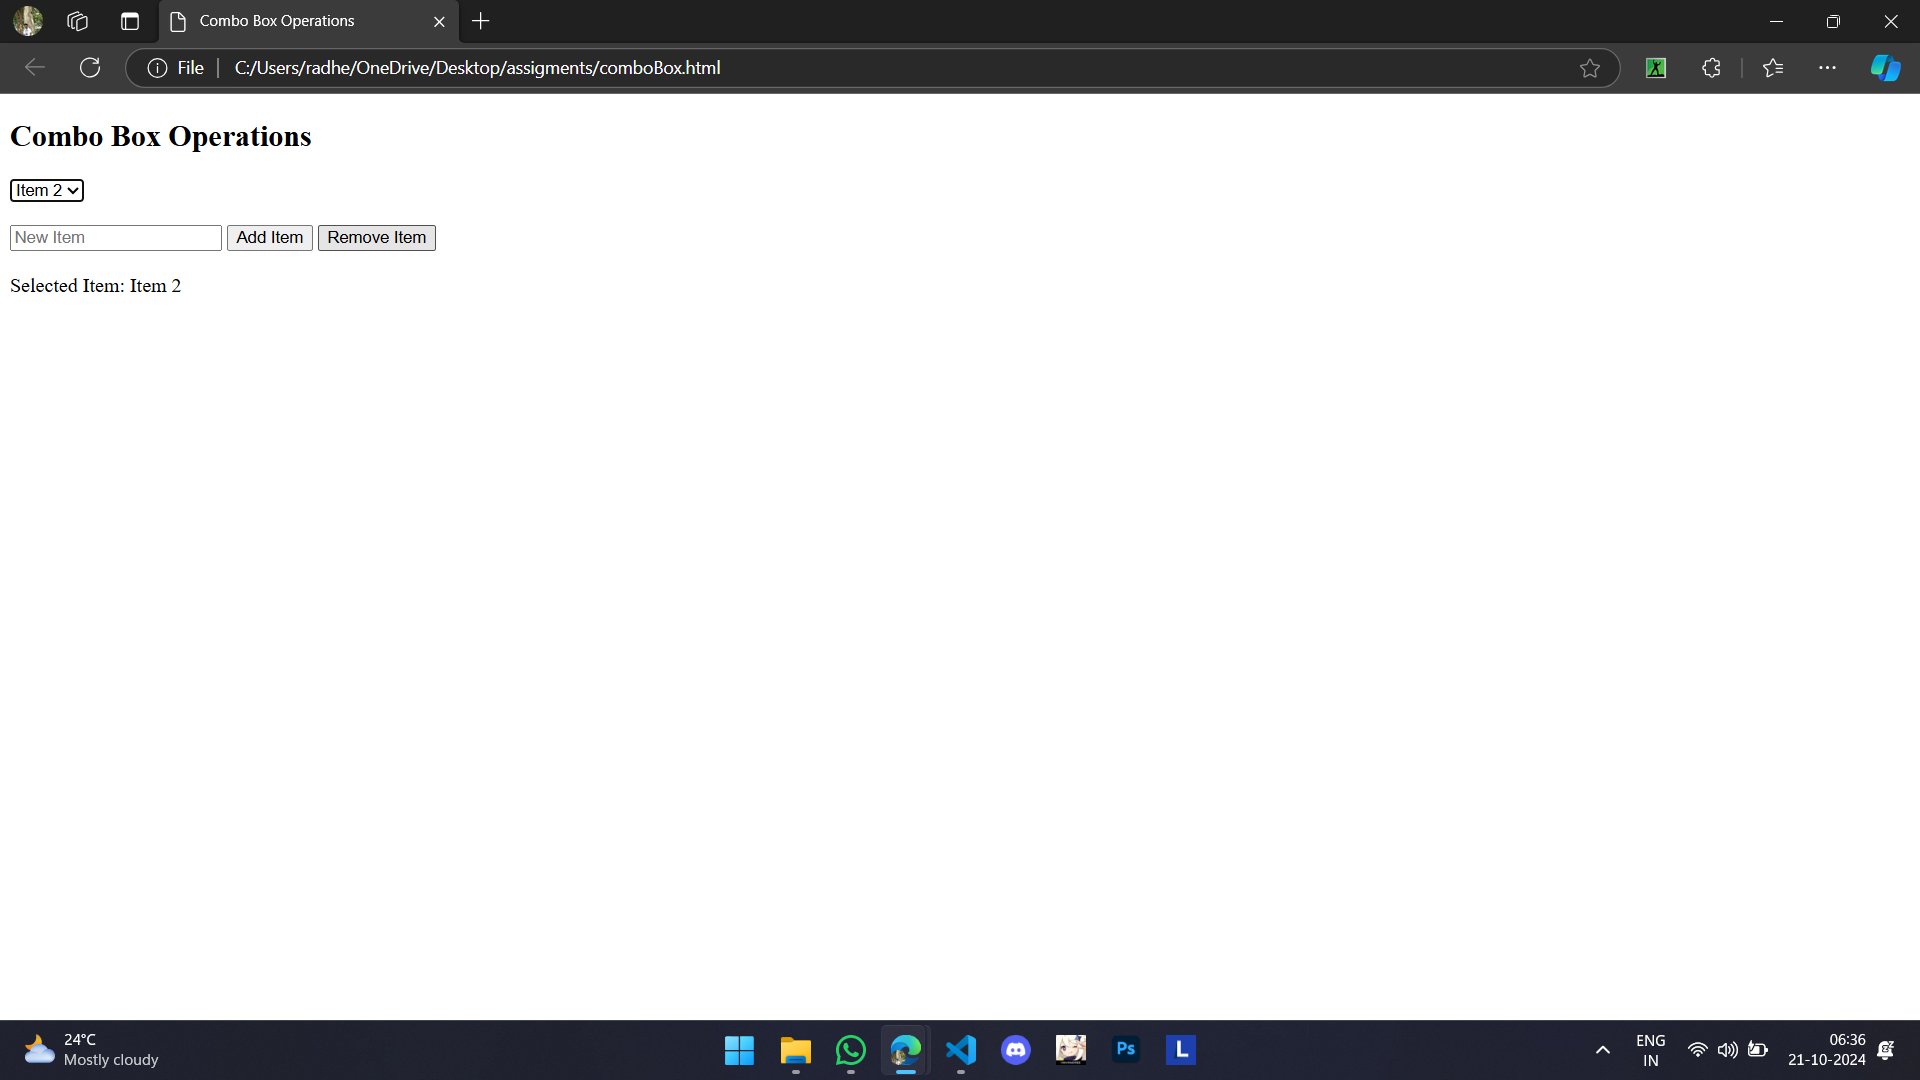 Combo Box Operations
File
C:/Users/radhe/OneDrive/Desktop/assigments/comboBox.html
Combo Box Operations
Item 2
New Item
Add Item
Remove Item
Selected Item: Item 2
24°C
Mostly cloudy
Ps
L
ENG
IN
06:36
21-10-2024